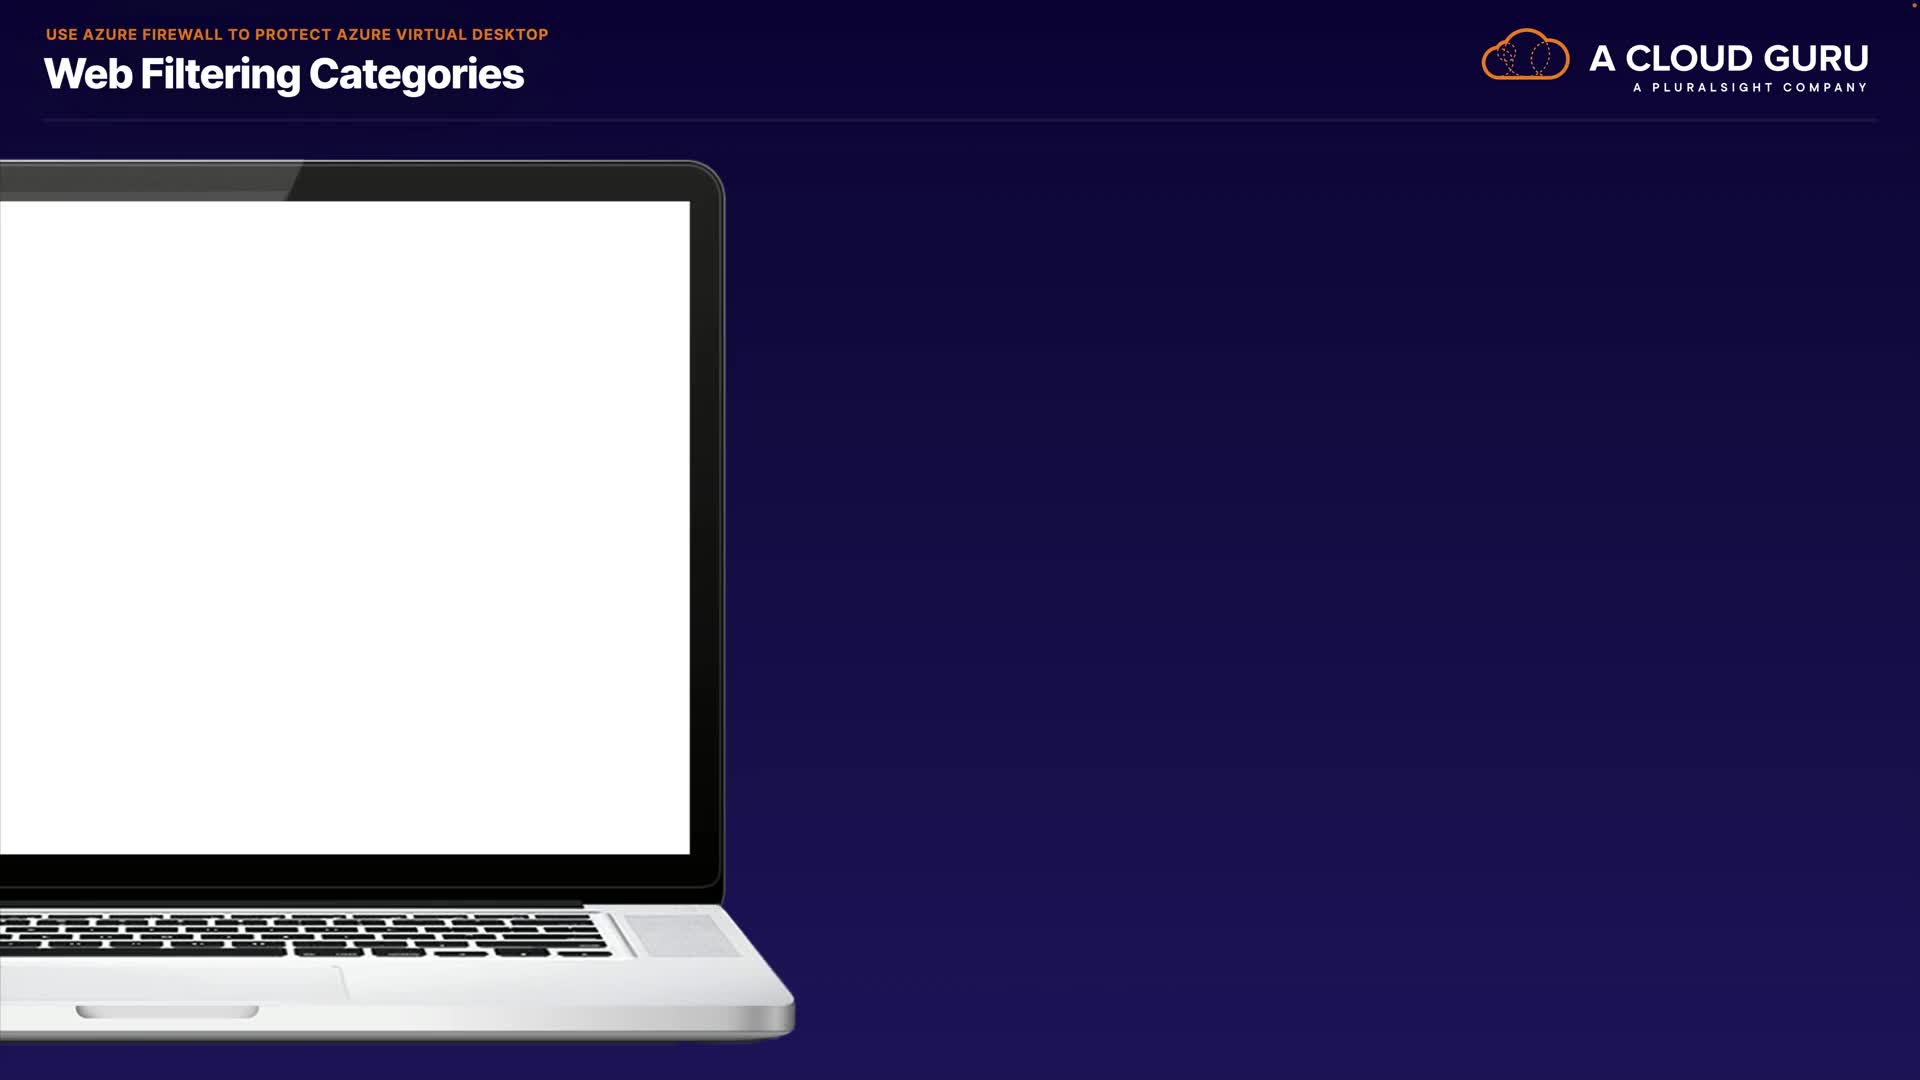 USE AZURE FIREWALL TO PROTECT AZURE VIRTUAL DESKTOP
Web Filtering Categories
A CLOUD GURU
A PLURALSIGHT COMPANY